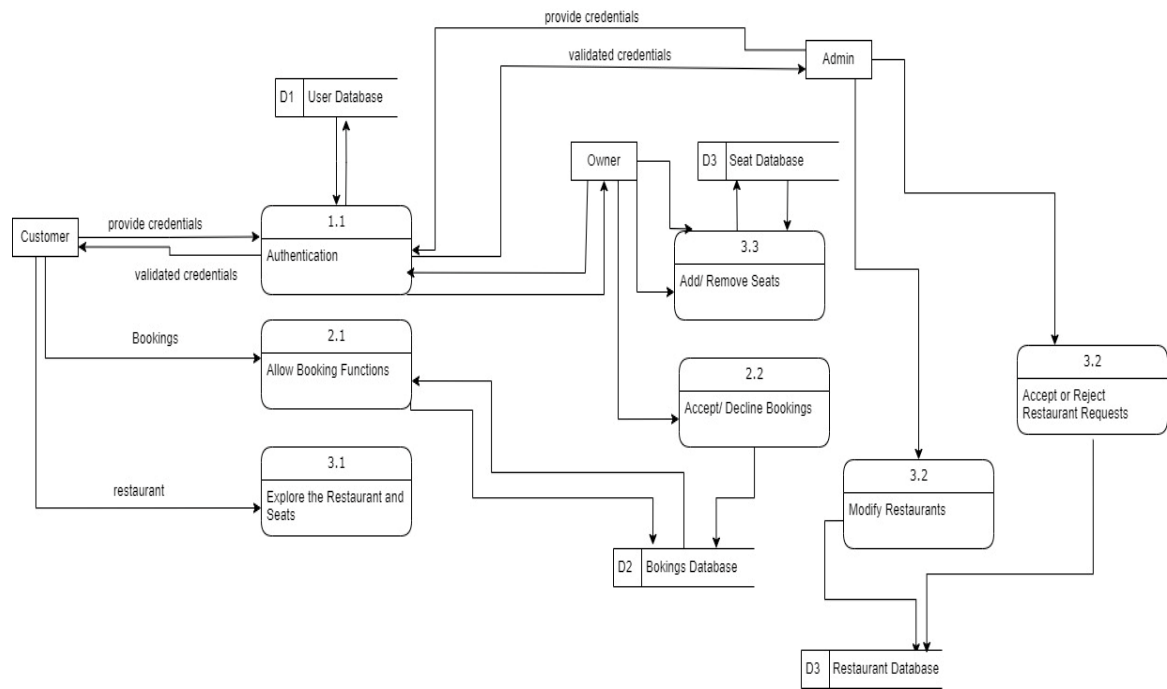 provide credentials
validated credentials
Admin
D1 User Database
Owner
D3 Seat Database
Customer
provide credentials
validated credentials
1.1
Authentication
3.3
Add/ Remove Seats
Bookings
2.1
Allow Booking Functions
2.2
Accept/ Decline Bookings
3.2
Accept or Reject
Restaurant Requests
restaurant
3.1
Explore the Restaurant and
Seats
3.2
Modify Restaurants
D2 Bokings Database
D3 Restaurant Database